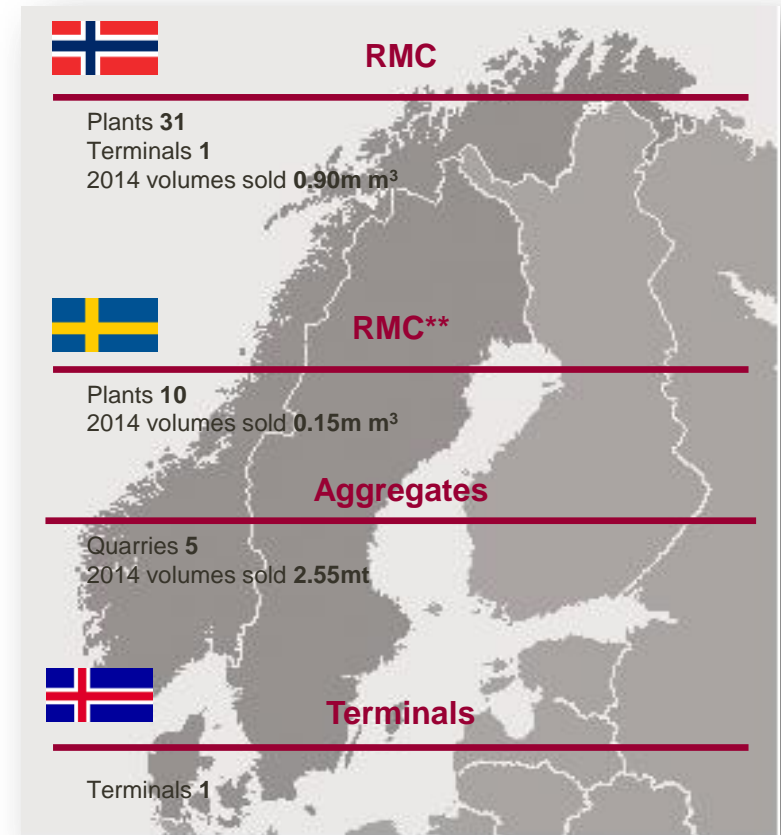 RMC
Plants 31
Terminals 1
2014 volumes sold 0.90m m³
RMC**
Plants 10
2014 volumes sold 0.15m m³
Aggregates
Quarries 5
2014 volumes sold 2.55mt
Terminals
Terminals 1